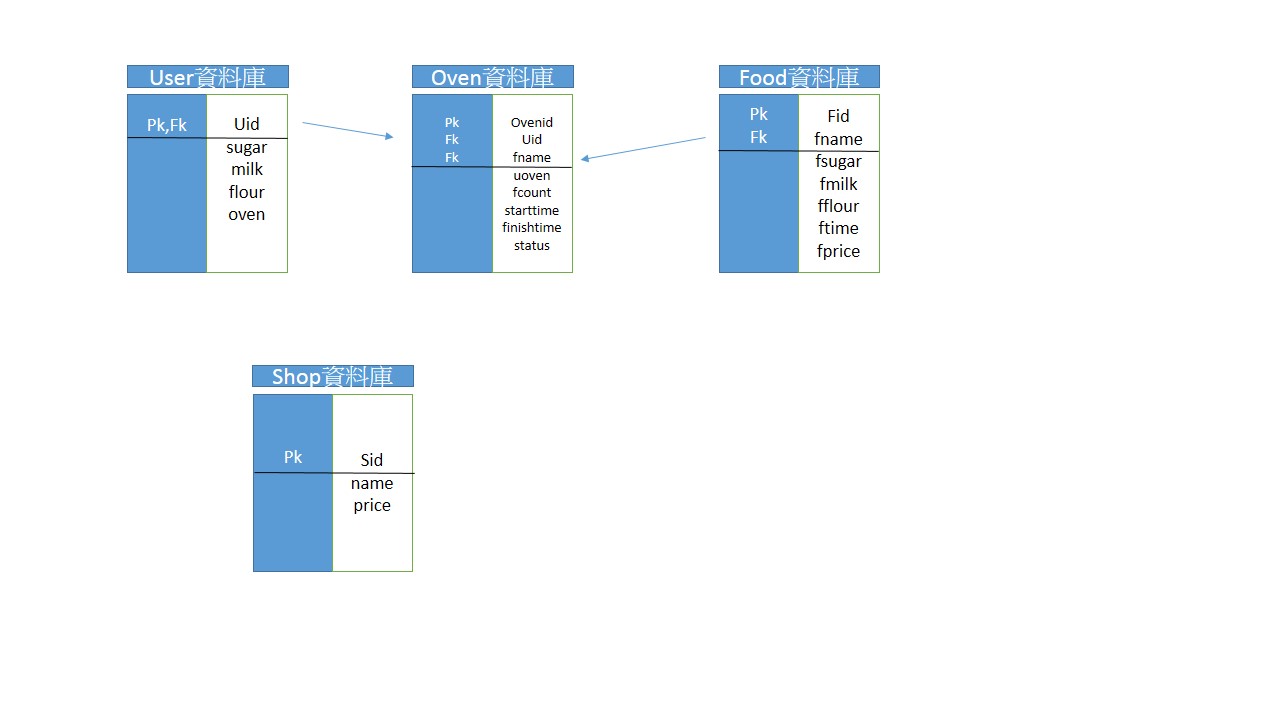 User資料庫
Pk,Fk
Uid
sugar
milk
flour
oven
Oven資料庫
Pk
Fk
Fk
Ovenid
Uid
fname
uoven
fcount
starttime
finishtime
status
Food資料庫
Pk
Fk
Fid
fname
fsugar
fmilk
fflour
ftime
fprice
Shop資料庫
Pk
Sid
name
price